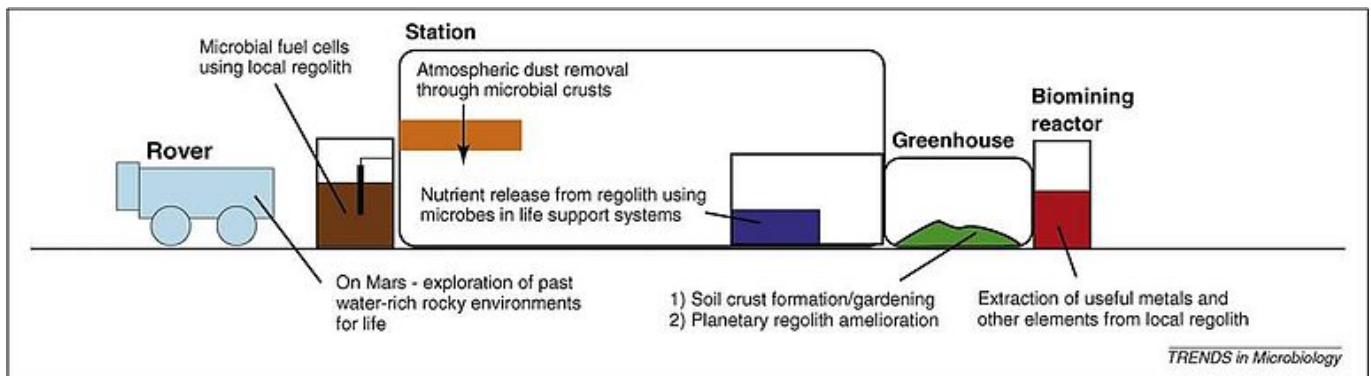 Station
Microbial fuel cells
using local regolith
Atmospheric dust removal
through microbial crusts
Biomining
reactor
Greenhouse
Rover
Nutrient release from regolith using
microbes in life support systems
On Mars - exploration of past
water-rich rocky environments
for life
1) Soil crust formation/gardening
2) Planetary regolith amelioration
Extraction of useful metals and
other elements from local regolith
TRENDS in Microbiology